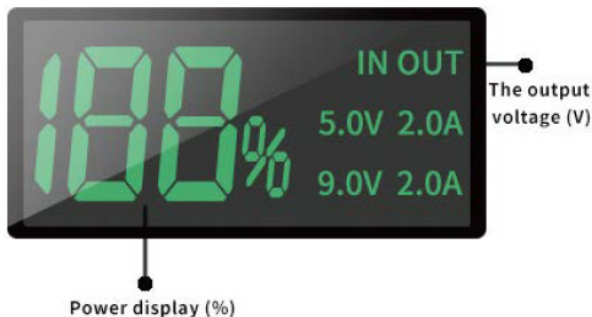 188%
IN OUT
5.0V 2.0A
9.0V 2.0A
The output
voltage (V)
Power display (%)